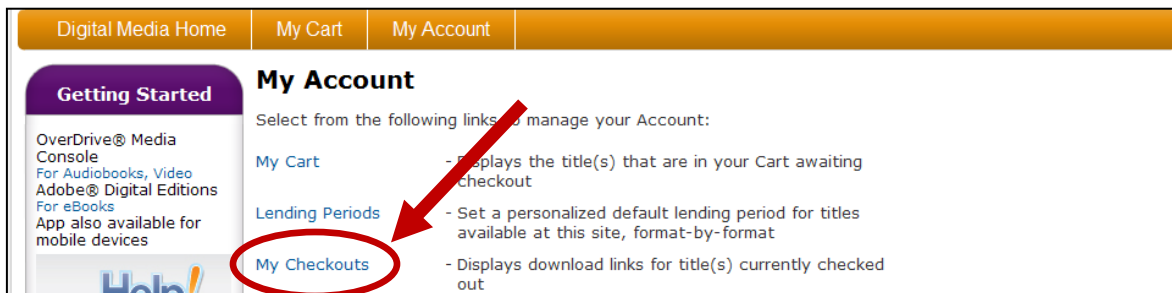 Digital Media Home My Cart My Account
Getting Started
OverDrive® Media
Console
For Audiobooks, Video
Adobe® Digital Editions
For eBooks
App also available for
mobile devices
Help!
My Account
Select from the following links to manage your Account:
My Cart - Displays the title(s) that are in your Cart awaiting
checkout
Lending Periods - Set a personalized default lending period for titles
available at this site, format-by-format
My Checkouts - Displays download links for title(s) currently checked
out